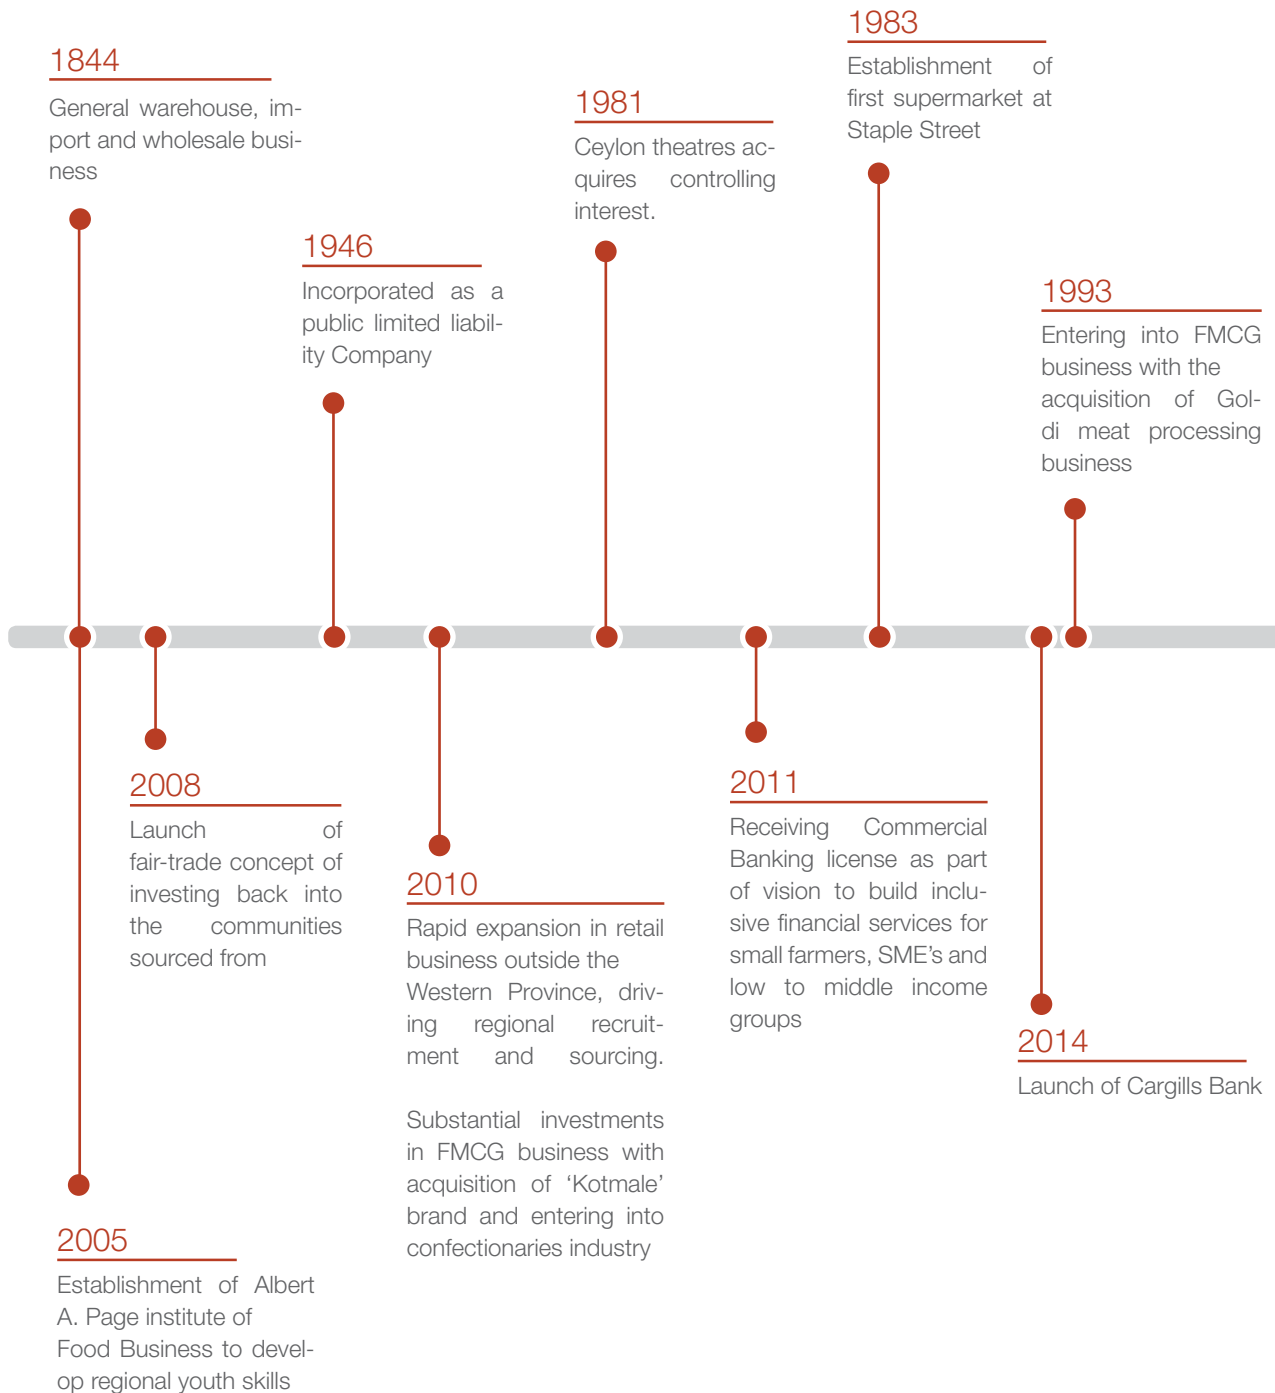 1844
General warehouse, im-
port and wholesale busi-
ness
1946
Incorporated as a
public limited liabil-
ity Company
1981
Ceylon theatres ac-
quires controlling
interest.
1983
Establishment of
first supermarket at
Staple Street
1993
Entering into FMCG
business with the
acquisition of Gol-
di meat processing
business
2005
Establishment of Albert
A. Page institute of
Food Business to devel-
op regional youth skills
2008
Launch of
fair-trade concept of
investing back into
the communities
sourced from
2010
Rapid expansion in retail
business outside the
Western Province, driv-
ing regional recruit-
ment and sourcing.
Substantial investments
in FMCG business with
acquisition of ‘Kotmale’
brand and entering into
confectionaries industry
2011
Receiving Commercial
Banking license as part
of vision to build inclu-
sive financial services for
small farmers, SME’s and
low to middle income
groups
2014
Launch of Cargills Bank